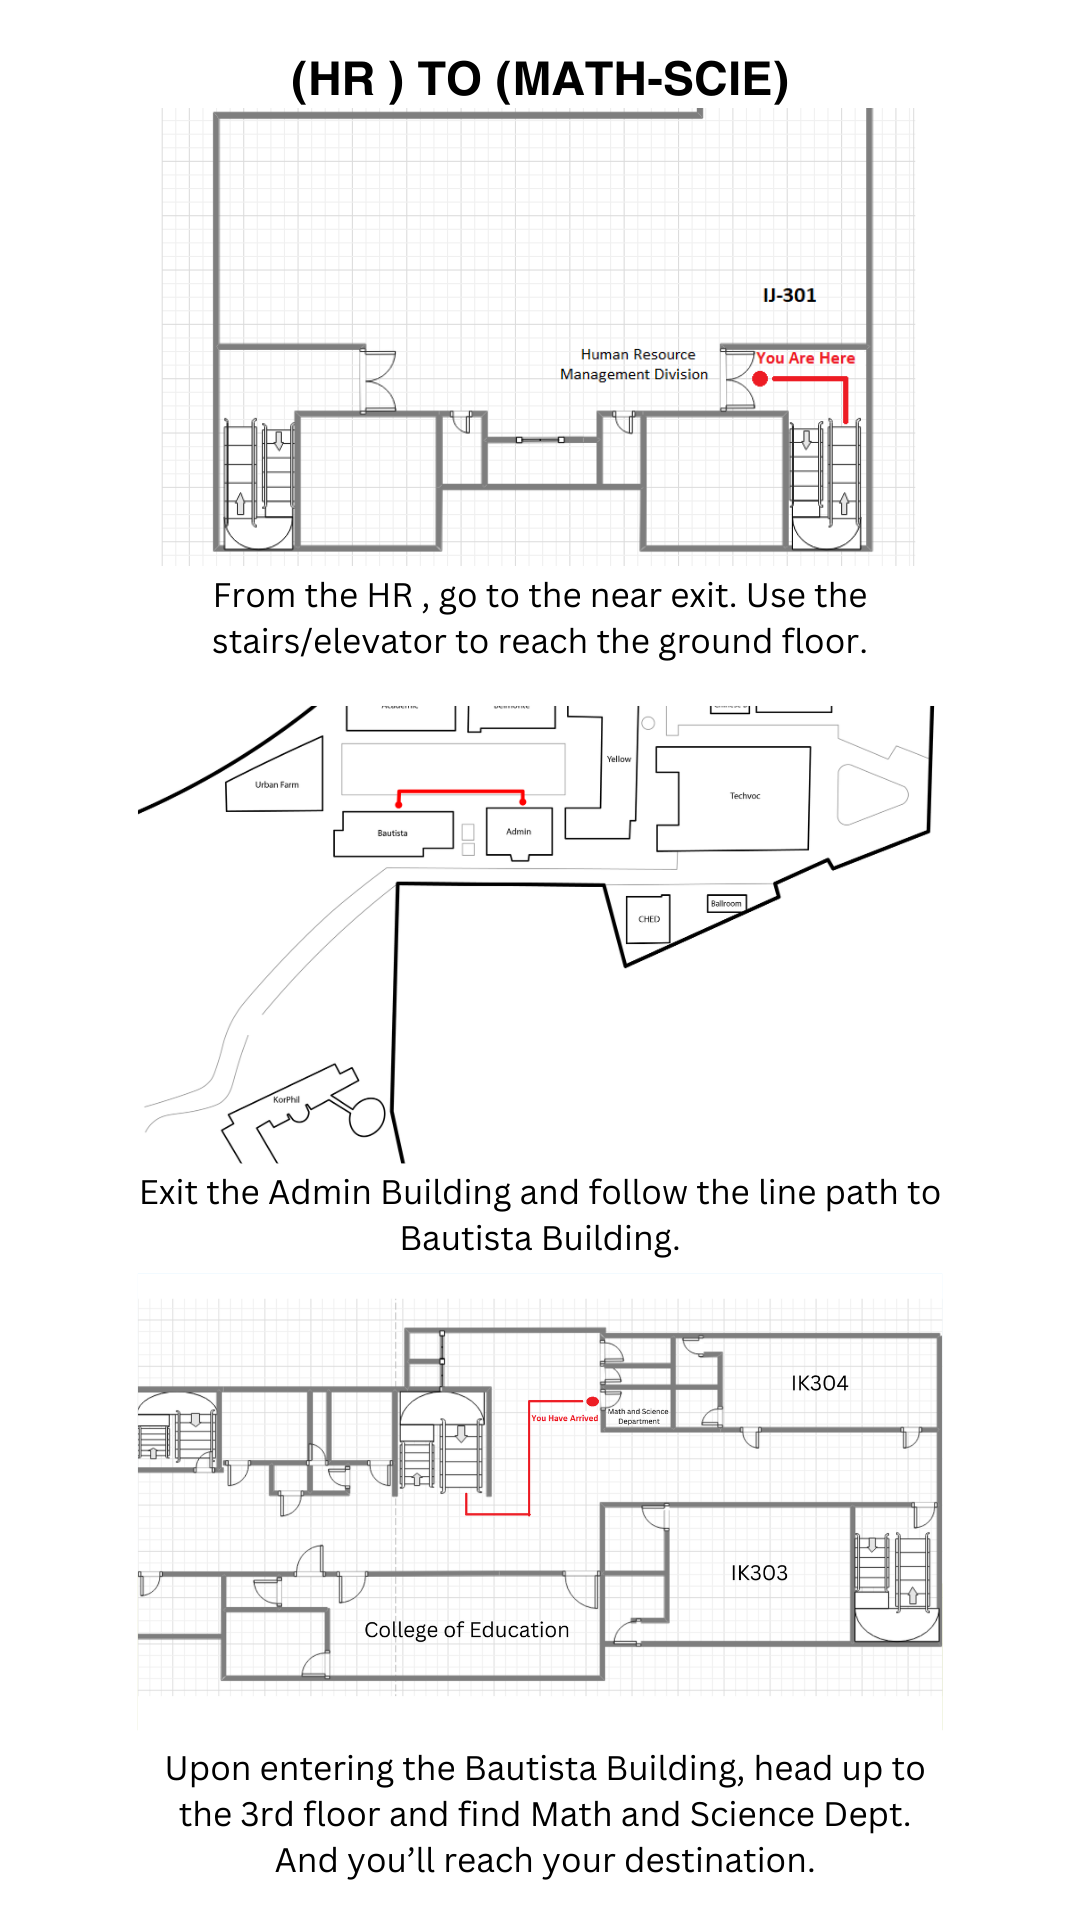 (HR ) TO (MATH-SCIE)
IJ-301
Human Resource
Management Division
You Are Here
From the HR , go to the near exit. Use the
stairs/elevator to reach the ground floor.
Academic
Belmonte
Yellow
Urban Farm
Techvoc
Bautista
Admin
CHED
Ballroom
KorPhil
Exit the Admin Building and follow the line path to
Bautista Building.
IK304
Math and Science
Department
You Have Arrived
IK303
College of Education
Upon entering the Bautista Building, head up to
the 3rd floor and find Math and Science Dept.
And you’ll reach your destination.